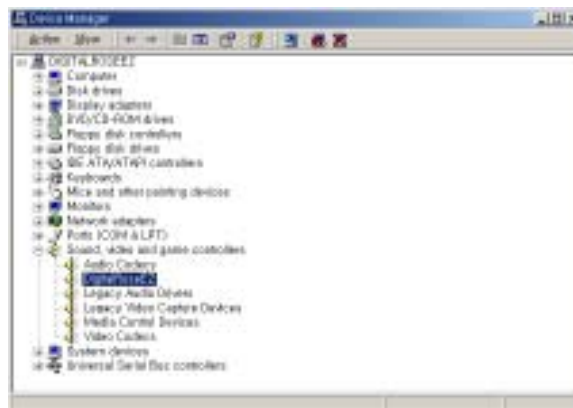 Device Manager
Action View
DIGITALROSEEZ
Computer
Disk drives
Display adapters
DVD/CD-ROM drives
Floppy disk controllers
Floppy disk drives
IDE ATA/ATAPI controllers
Keyboards
Mice and other pointing devices
Monitors
Network adapters
Ports (COM & LPT)
Sound, video and game controllers
Audio Codecs
DigitalRoseEZ
Legacy Audio Drivers
Legacy Video Capture Devices
Media Control Devices
Video Codecs
System devices
Universal Serial Bus controllers